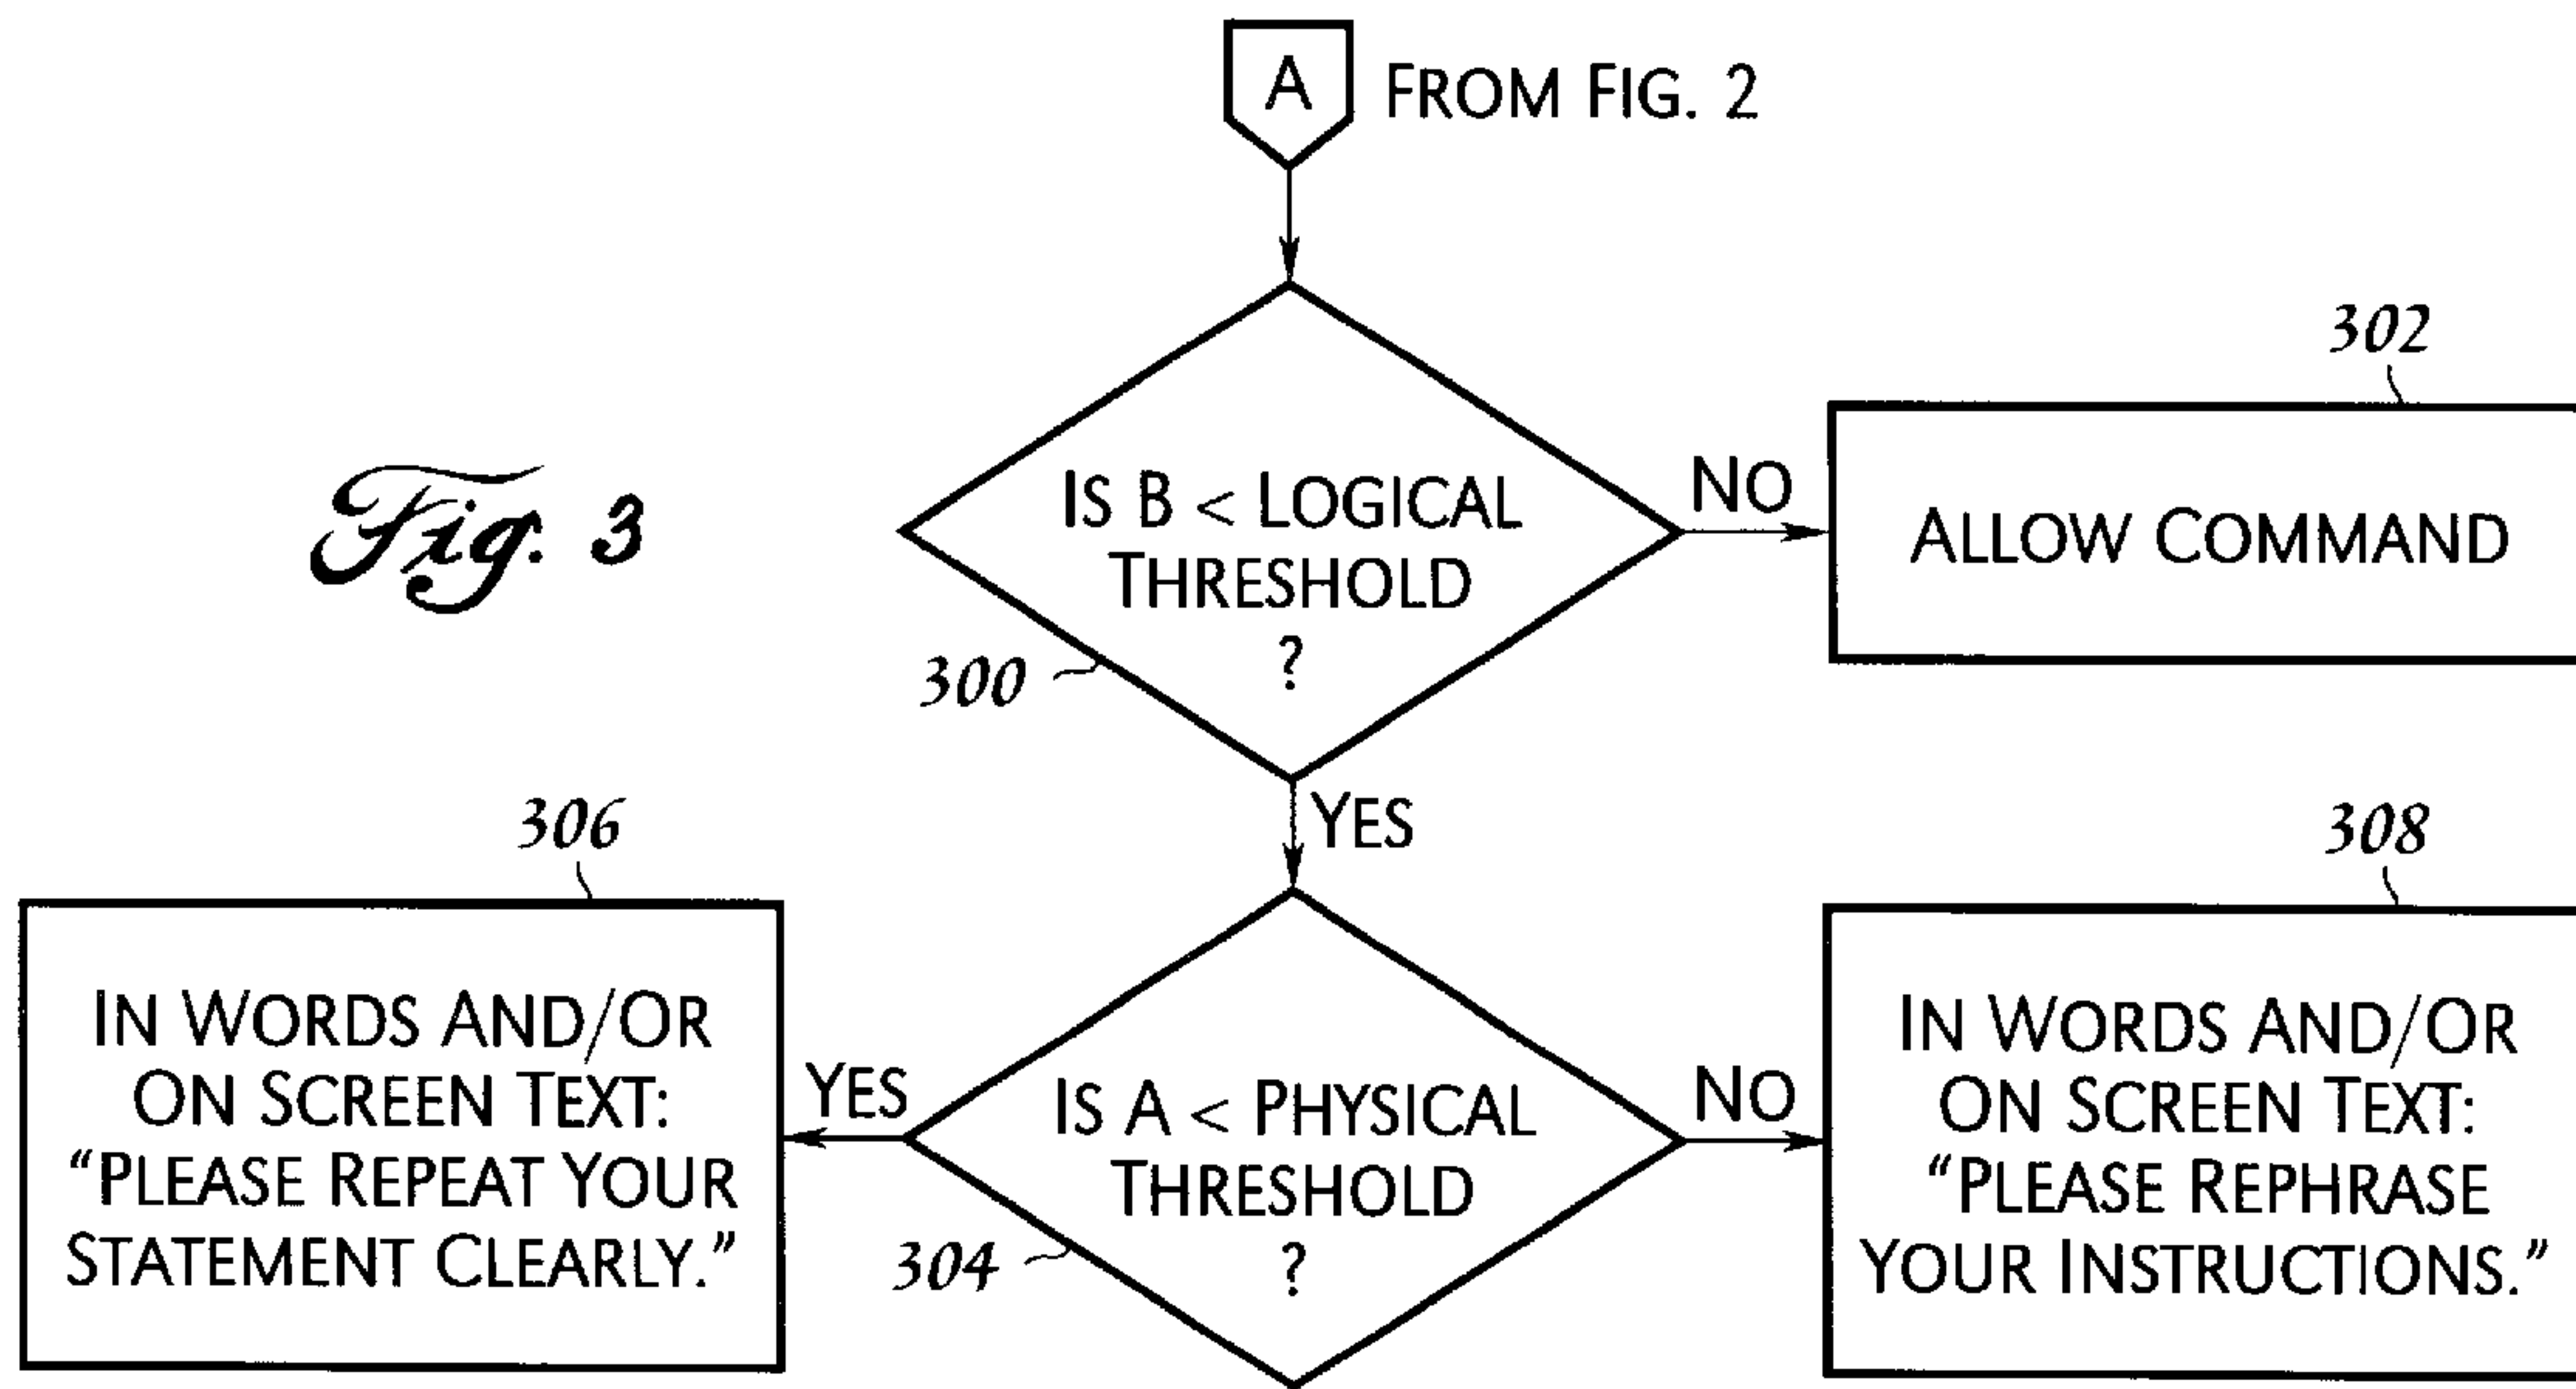 A FROM FIG. 2
302
Fig. 3
IS B < LOGICAL
THRESHOLD
?
NO
ALLOW COMMAND
300
YES
306
308
IN WORDS AND/OR
ON SCREEN TEXT:
"PLEASE REPEAT YOUR
STATEMENT CLEARLY."
YES
IS A < PHYSICAL
THRESHOLD
?
304
NO
IN WORDS AND/OR
ON SCREEN TEXT:
"PLEASE REPHRASE
YOUR INSTRUCTIONS."